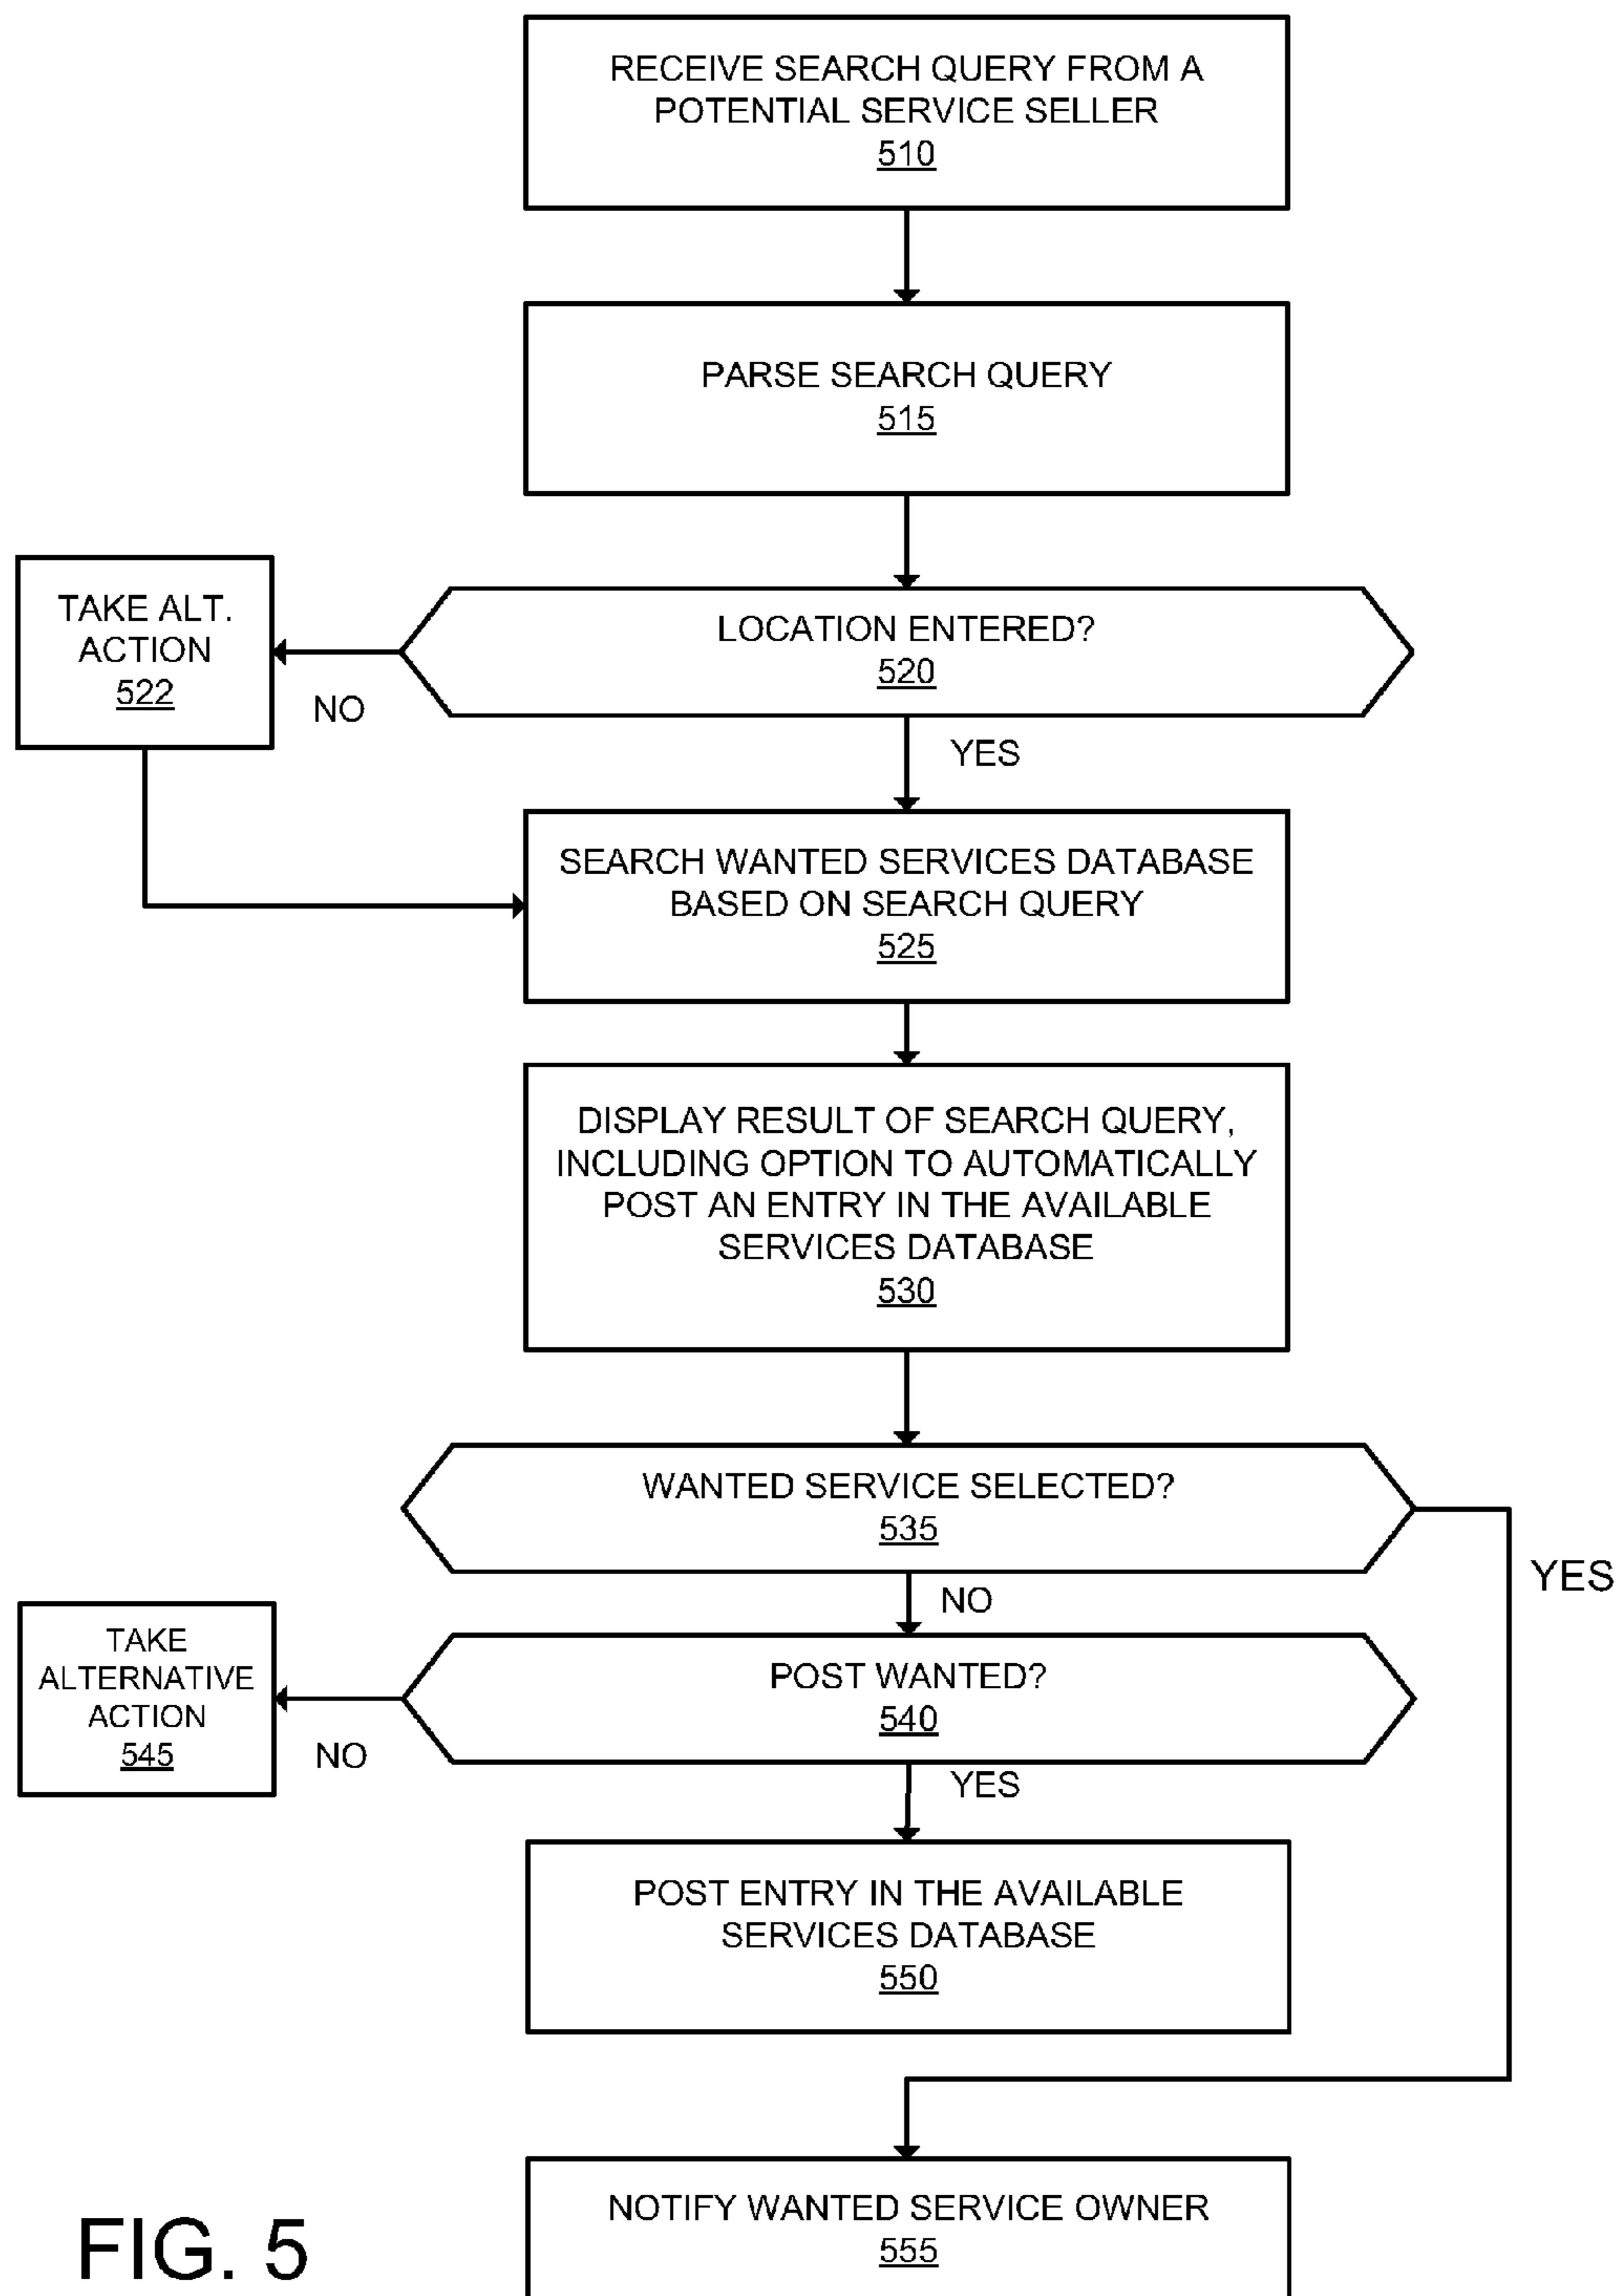 RECEIVE SEARCH QUERY FROM A
POTENTIAL SERVICE SELLER
510
PARSE SEARCH QUERY
515
LOCATION ENTERED?
520
TAKE ALT.
ACTION
522
NO
YES
SEARCH WANTED SERVICES DATABASE
BASED ON SEARCH QUERY
525
DISPLAY RESULT OF SEARCH QUERY,
INCLUDING OPTION TO AUTOMATICALLY
POST AN ENTRY IN THE AVAILABLE
SERVICES DATABASE
530
WANTED SERVICE SELECTED?
535
YES
NO
POST WANTED?
540
TAKE
ALTERNATIVE
ACTION
545
NO
YES
POST ENTRY IN THE AVAILABLE
SERVICES DATABASE
550
NOTIFY WANTED SERVICE OWNER
555
FIG. 5